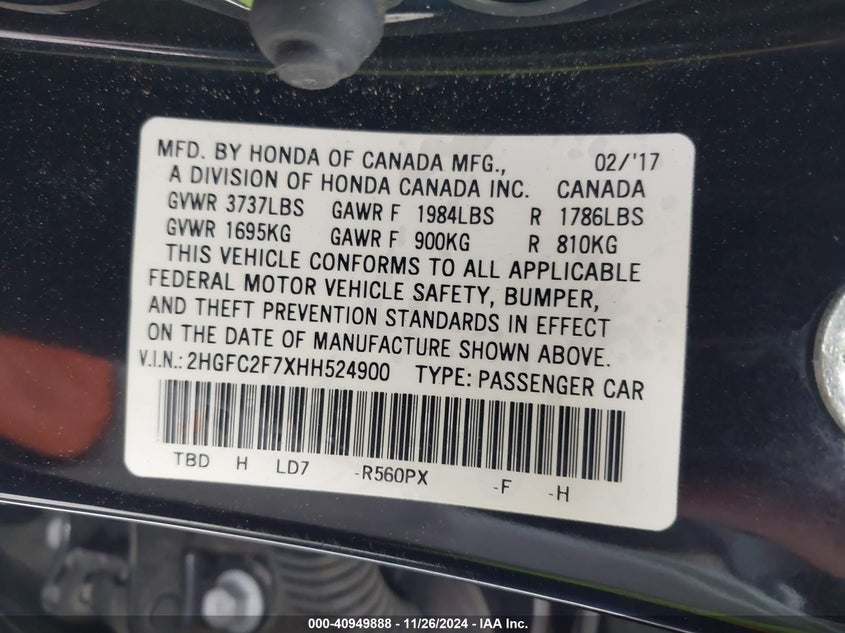 MFD. BY HONDA OF CANADA MFG., 02/'17
A DIVISION OF HONDA CANADA INC. CANADA
GVWR 3737LBS GAWR F 1984LBS R 1786LBS
GVWR 1695KG GAWR F 900KG R 810KG
THIS VEHICLE CONFORMS TO ALL APPLICABLE
FEDERAL MOTOR VEHICLE SAFETY, BUMPER,
AND THEFT PREVENTION STANDARDS IN EFFECT
ON THE DATE OF MANUFACTURE SHOWN ABOVE.
V.I.N.: 2HGFC2F7XHH524900 TYPE: PASSENGER CAR
TBD H LD7 -R560PX -F -H
000-40949888 - 11/26/2024 - IAA Inc.